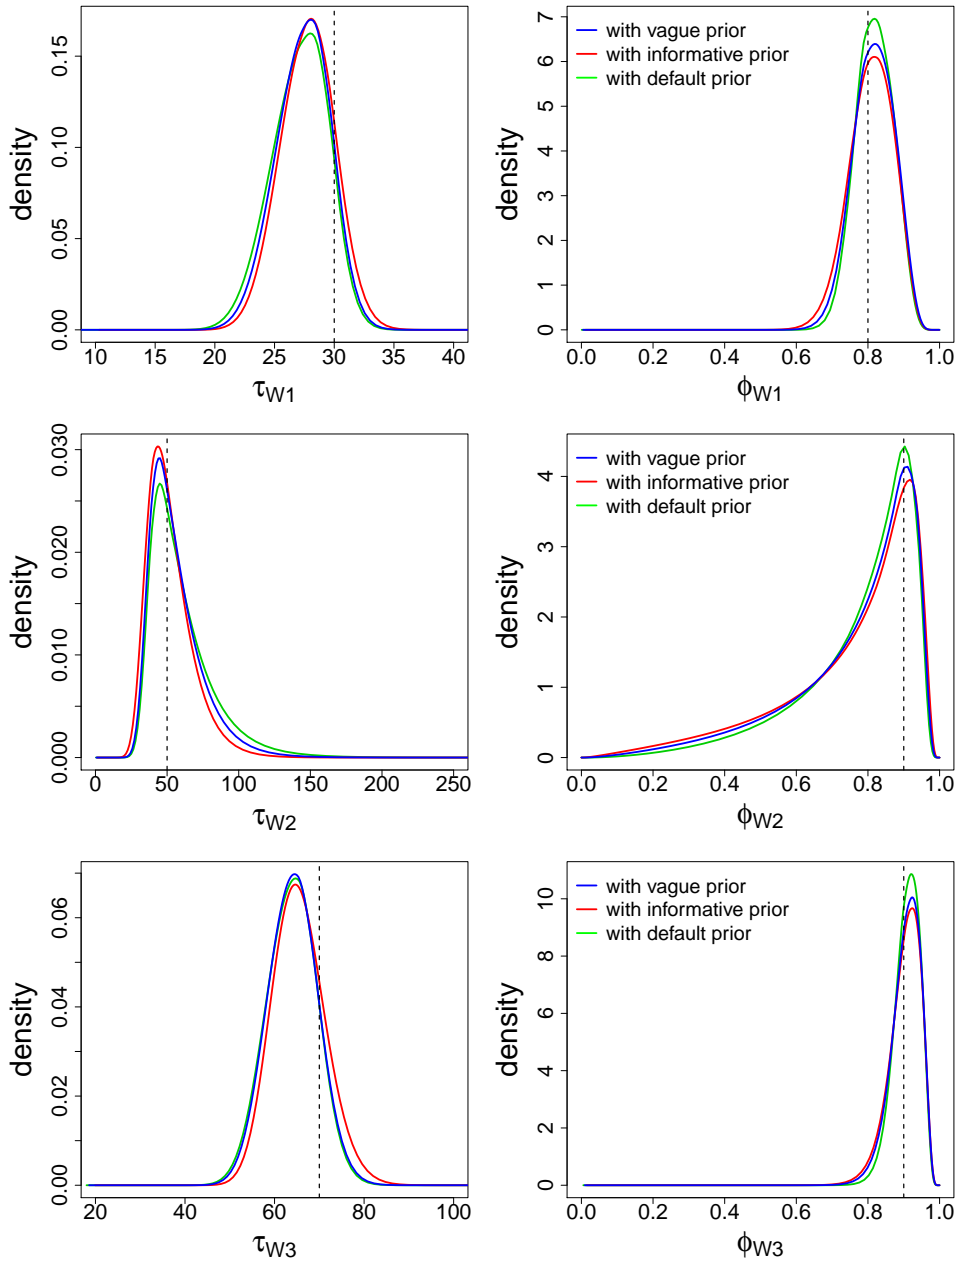 density
0.00 0.05 0.10 0.15
10 15 20 25 30 35 40
τW1
density
0 1 2 3 4 5 6 7
with vague prior
with informative prior
with default prior
0.0 0.2 0.4 0.6 0.8 1.0
ϕW1
density
0.000 0.010 0.020 0.030
0 50 100 150 200 250
τW2
density
0 1 2 3 4
with vague prior
with informative prior
with default prior
0.0 0.2 0.4 0.6 0.8 1.0
ϕW2
density
0.00 0.02 0.04 0.06
20 40 60 80 100
τW3
density
0 2 4 6 8 10
with vague prior
with informative prior
with default prior
0.0 0.2 0.4 0.6 0.8 1.0
ϕW3